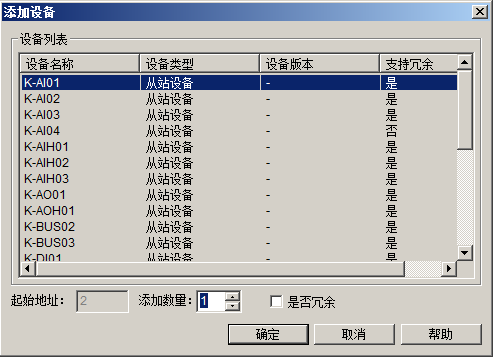 添加设备
设备列表
设备名称 设备类型 设备版本 支持冗余
K-AI01 从站设备 - 是
K-AI02 从站设备 - 是
K-AI03 从站设备 - 是
K-AI04 从站设备 - 否
K-AIH01 从站设备 - 是
K-AIH02 从站设备 - 是
K-AIH03 从站设备 - 是
K-AO01 从站设备 - 是
K-AOH01 从站设备 - 是
K-BUS02 从站设备 - 是
K-BUS03 从站设备 - 是
K-DI01 从站设备 - 是
起始地址: 2 添加数量: 1 是否冗余
确定 取消 帮助